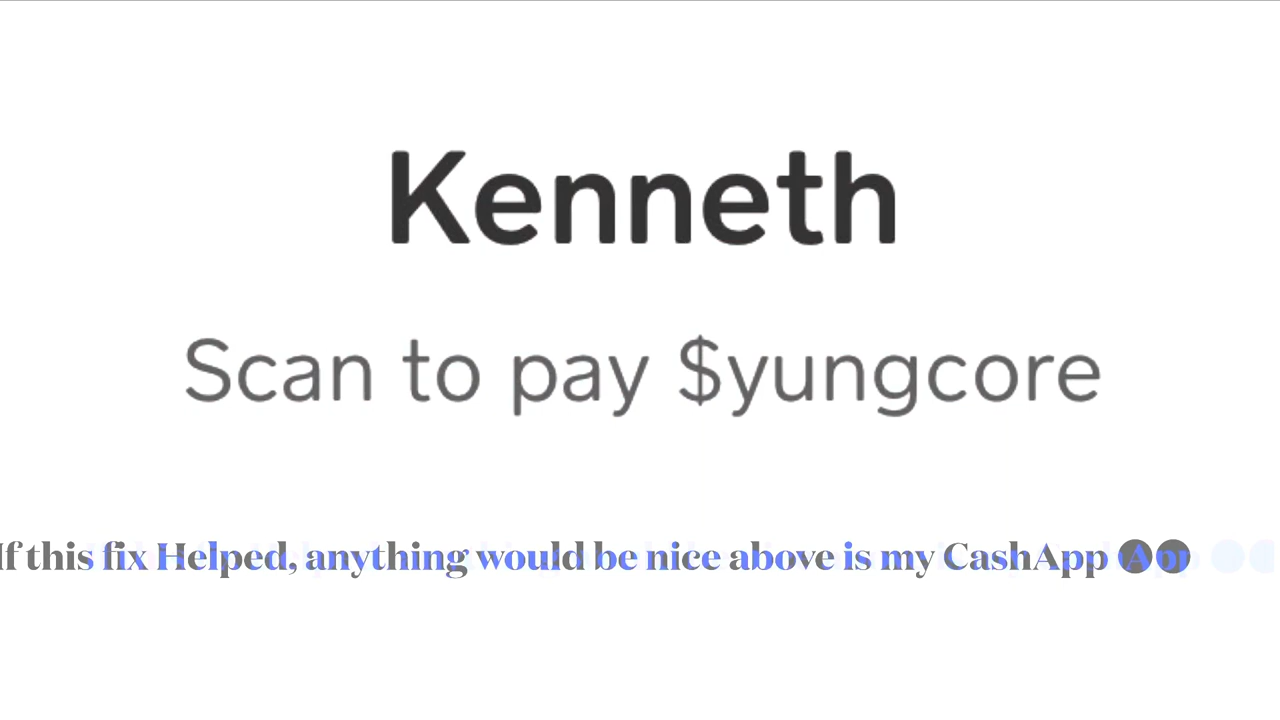 Kenneth
Scan to pay $yungcore
If this fix Helped, anything would be nice above is my CashApp